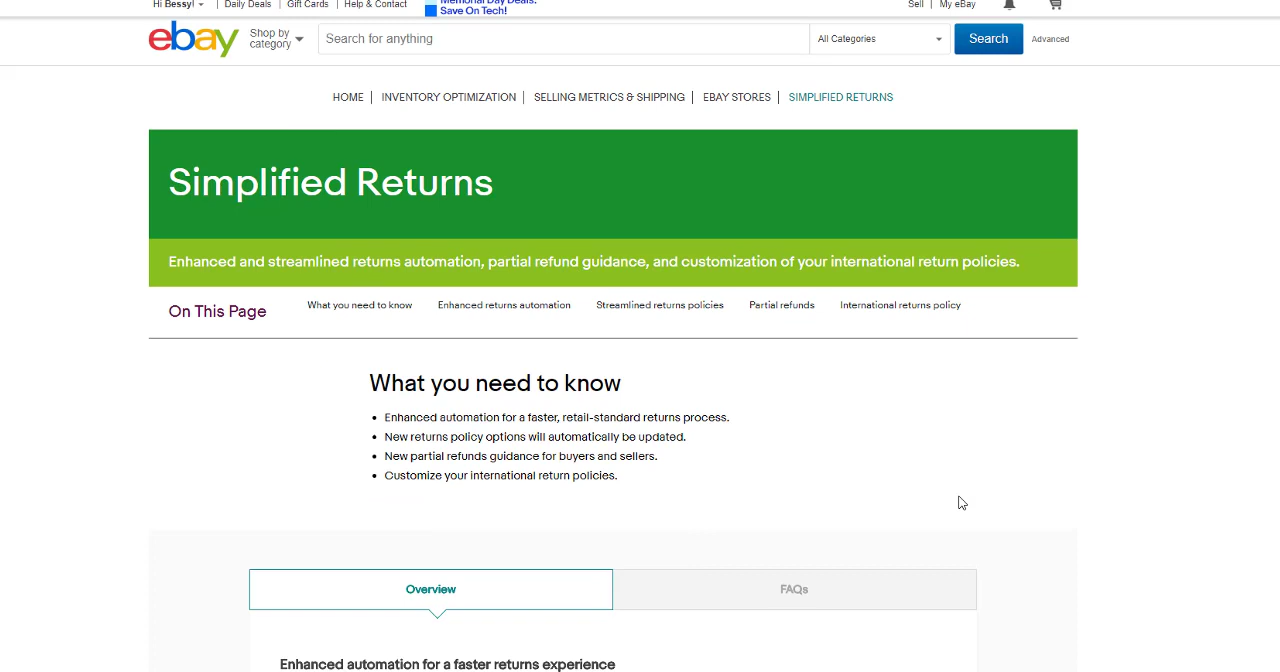 Hi Bessy! Daily Deals Gift Cards Help & Contact Memorial Day Deals: Sell My eBay
Save On Tech!
ebay Shop by category Search for anything All Categories Search Advanced
HOME | INVENTORY OPTIMIZATION | SELLING METRICS & SHIPPING | EBAY STORES | SIMPLIFIED RETURNS
Simplified Returns
Enhanced and streamlined returns automation, partial refund guidance, and customization of your international return policies.
On This Page What you need to know Enhanced returns automation Streamlined returns policies Partial refunds International returns policy
What you need to know
• Enhanced automation for a faster, retail-standard returns process.
• New returns policy options will automatically be updated.
• New partial refunds guidance for buyers and sellers.
• Customize your international return policies.
Overview FAQs
Enhanced automation for a faster returns experience